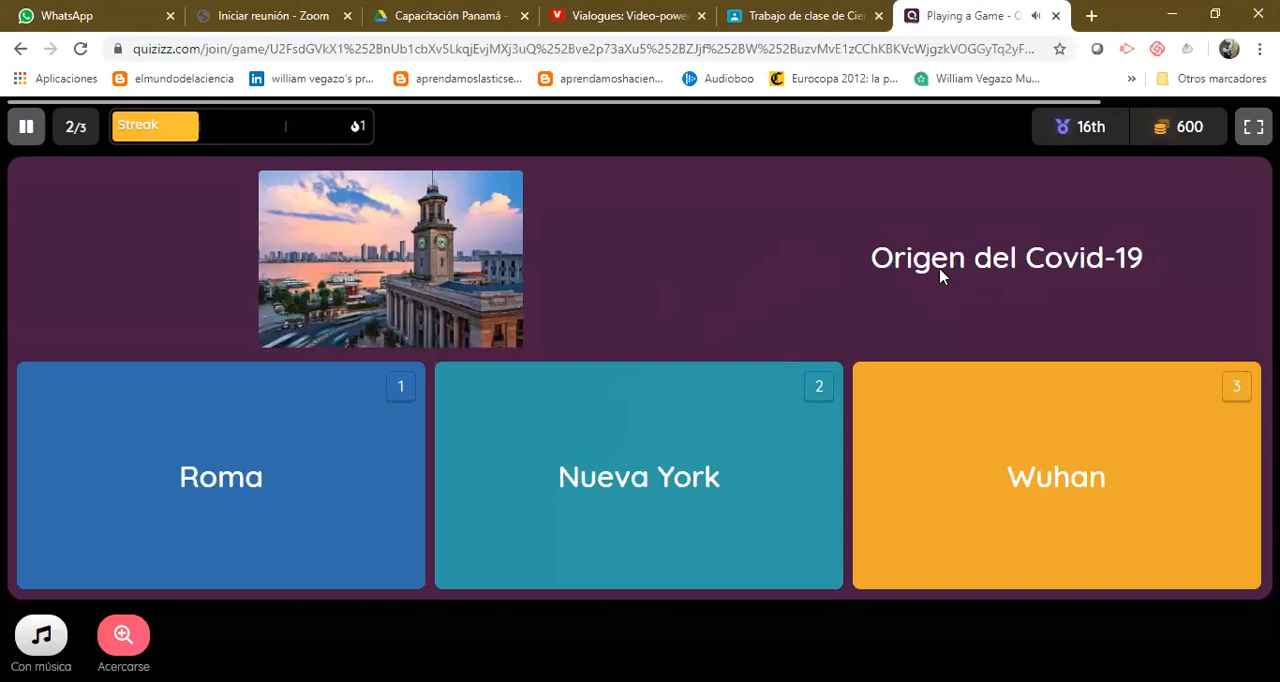 WhatsApp
Iniciar reunión - Zoom
Capacitación Panamá -
Vialogues: Video-powe
Trabajo de clase de Cie
Playing a Game - Q
quizizz.com/join/game/U2FsdGVkX1%252BnUb1cbXv5LkqjEvjMXj3uQ%252Bve2p73aXu5%252BZJjf%252BW%252BuzvMvE1zCChKBKVcWjgzkVOGGyTq2yF...
Aplicaciones
elmundodelaciencia
william vegazo's pr...
aprendamoslasticse...
aprendamoshacien...
Audioboo
Eurocopa 2012: la p...
William Vegazo Mu...
»
Otros marcadores
2/3
Streak
1
16th
600
Origen del Covid-19
1
Roma
2
Nueva York
3
Wuhan
Con música
Acercarse